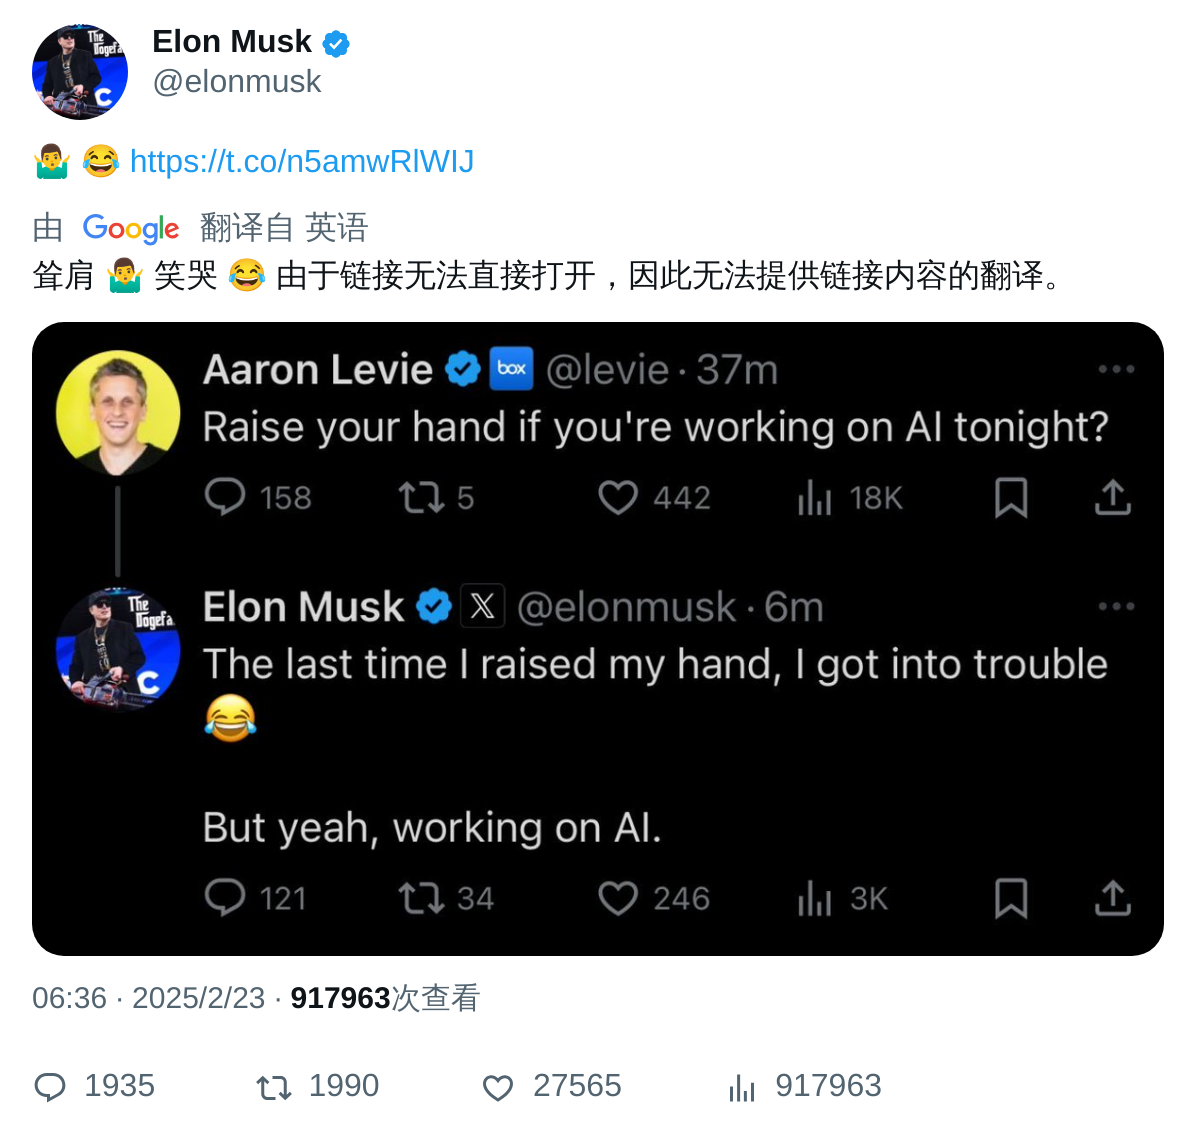 The
Dogefa
C
Elon Musk
@elonmusk
🤷‍♂️ 😂 https://t.co/n5amwRlWIJ
由 Google 翻译自 英语
耸肩 🤷‍♂️ 笑哭 😂 由于链接无法直接打开，因此无法提供链接内容的翻译。
Aaron Levie box @levie · 37m
Raise your hand if you're working on AI tonight?
158 5 442 18K
The
Dogefa
C
Elon Musk X @elonmusk · 6m
The last time I raised my hand, I got into trouble
😂
But yeah, working on AI.
121 34 246 3K
06:36 · 2025/2/23 · 917963次查看
1935 1990 27565 917963